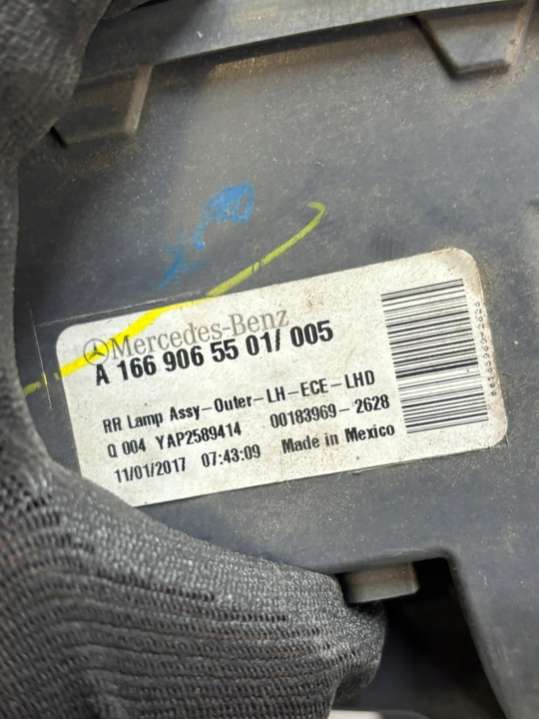 Mercedes-Benz
A 166 906 55 01/ 005
RR Lamp Assy-Outer-LH-ECE-LHD
Q 004 YAP2589414 00183969-2628
11/01/2017 07:43:09 Made in Mexico